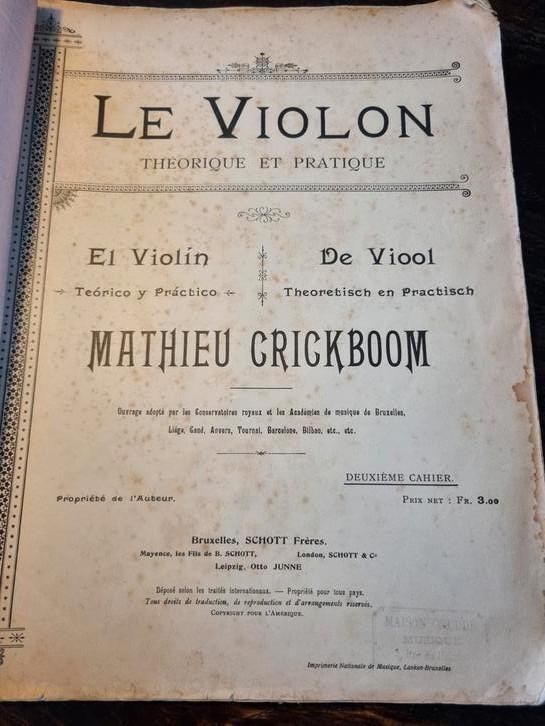 LE VIOLON
THÉORIQUE ET PRATIQUE
El Violín
Teórico y Práctico
De Viool
Theoretisch en Practisch
MATHIEU CRICKBOOM
Ouvrage adopté par les Conservatoires royaux et les Académies de musique de Bruxelles,
Liége, Gand, Anvers, Tournai, Barcelone, Bilbao, etc., etc.
DEUXIÈME CAHIER.
Propriété de l'Auteur.
PRIX NET : FR. 3.00
Bruxelles, SCHOTT Frères.
Mayence, les Fils de B. SCHOTT,
London, SCHOTT & Co
Leipzig, Otto JUNNE
Déposé selon les traités internationaux. — Propriété pour tous pays.
Tous droits de traduction, de reproduction et d'arrangements réservés.
COPYRIGHT POUR L'AMÉRIQUE.
MAISON
MUSIQUE
Imprimerie Nationale de Musique, Laeken-Bruxelles